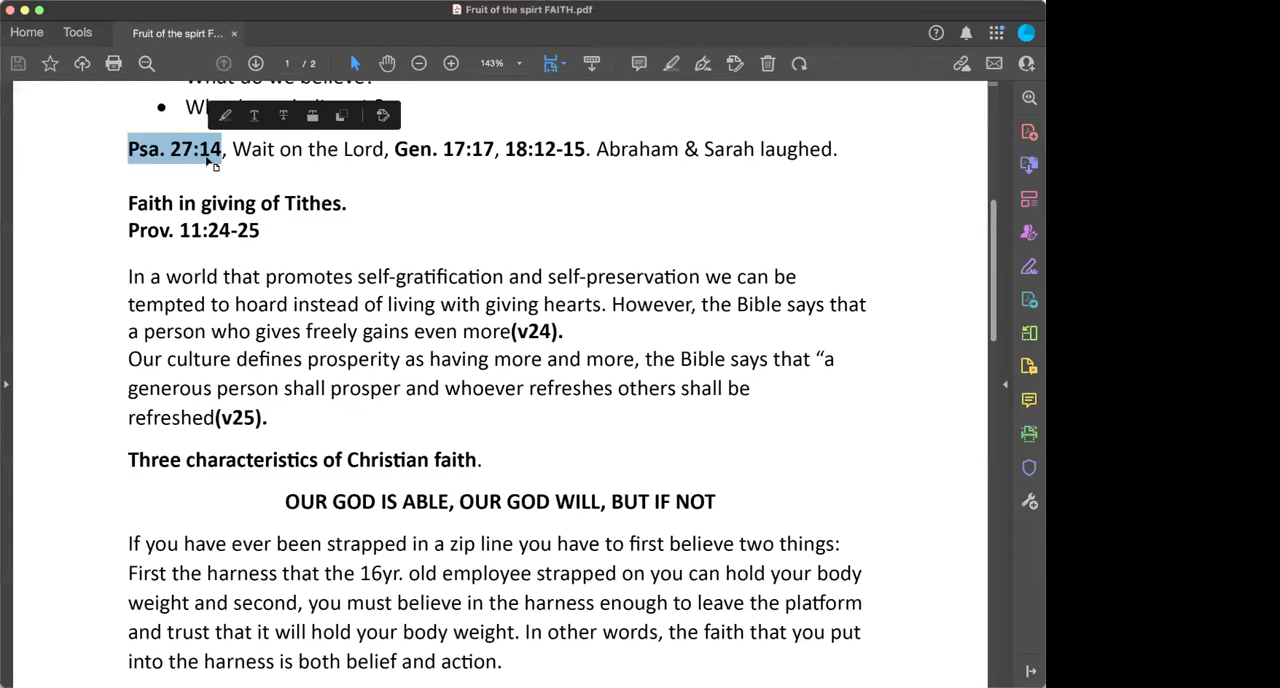 Fruit of the spirt FAITH.pdf
Home Tools Fruit of the spirt F... ×
1 / 2 143%
What do we believe?
Psa. 27:14, Wait on the Lord, Gen. 17:17, 18:12-15. Abraham & Sarah laughed.
Faith in giving of Tithes.
Prov. 11:24-25
In a world that promotes self-gratification and self-preservation we can be
tempted to hoard instead of living with giving hearts. However, the Bible says that
a person who gives freely gains even more(v24).
Our culture defines prosperity as having more and more, the Bible says that “a
generous person shall prosper and whoever refreshes others shall be
refreshed(v25).
Three characteristics of Christian faith.
OUR GOD IS ABLE, OUR GOD WILL, BUT IF NOT
If you have ever been strapped in a zip line you have to first believe two things:
First the harness that the 16yr. old employee strapped on you can hold your body
weight and second, you must believe in the harness enough to leave the platform
and trust that it will hold your body weight. In other words, the faith that you put
into the harness is both belief and action.